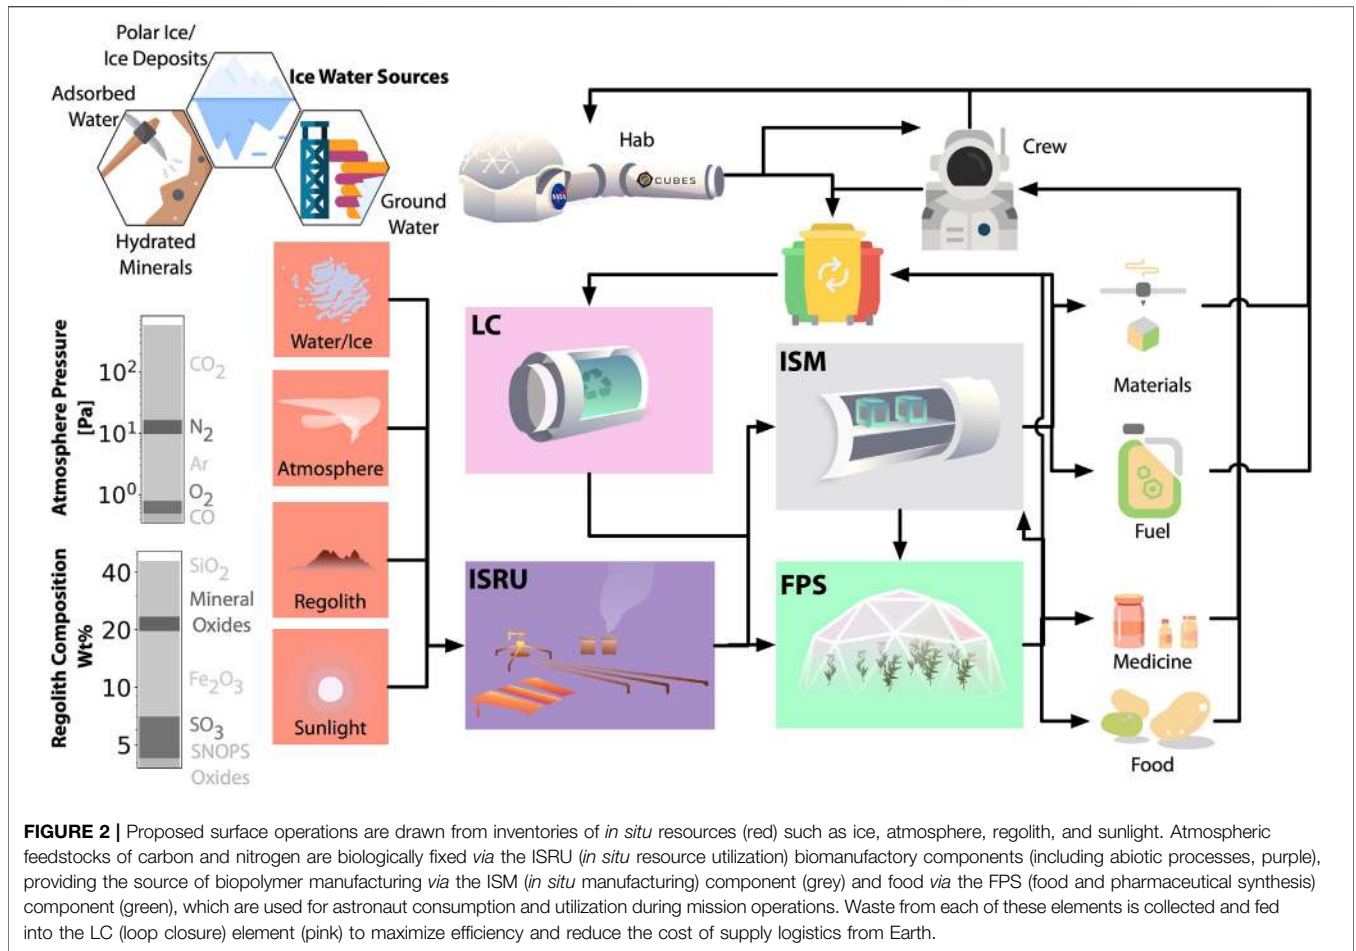 Polar Ice/
Ice Deposits
Ice Water Sources
Adsorbed
Water
Hydrated
Minerals
Ground
Water
Hab
NASA
CUBES
Crew
Water/Ice
Atmosphere
Regolith
Sunlight
Atmosphere Pressure
[Pa]
10²
10¹
10⁰
CO₂
N₂
Ar
O₂
CO
Regolith Composition
Wt%
40
20
10
5
SiO₂
Mineral
Oxides
Fe₂O₃
SO₃
SNOPS
Oxides
LC
ISM
ISRU
FPS
Materials
Fuel
Medicine
Food
FIGURE 2 | Proposed surface operations are drawn from inventories of in situ resources (red) such as ice, atmosphere, regolith, and sunlight. Atmospheric
feedstocks of carbon and nitrogen are biologically fixed via the ISRU (in situ resource utilization) biomanufactory components (including abiotic processes, purple),
providing the source of biopolymer manufacturing via the ISM (in situ manufacturing) component (grey) and food via the FPS (food and pharmaceutical synthesis)
component (green), which are used for astronaut consumption and utilization during mission operations. Waste from each of these elements is collected and fed
into the LC (loop closure) element (pink) to maximize efficiency and reduce the cost of supply logistics from Earth.